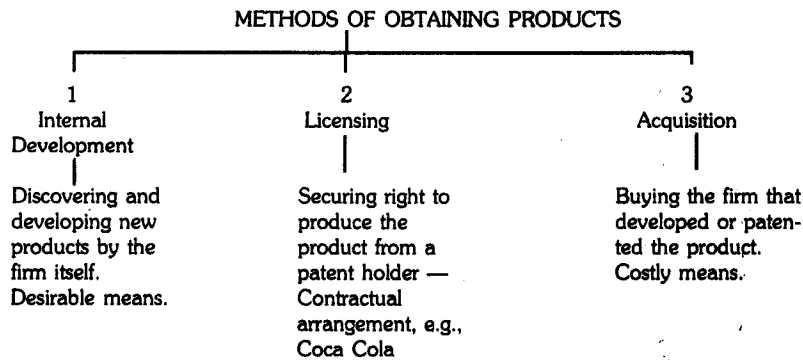 METHODS OF OBTAINING PRODUCTS
1
Internal
Development
Discovering and
developing new
products by the
firm itself.
Desirable means.
2
Licensing
Securing right to
produce the
product from a
patent holder —
Contractual
arrangement, e.g.,
Coca Cola
3
Acquisition
Buying the firm that
developed or paten-
ted the product.
Costly means.